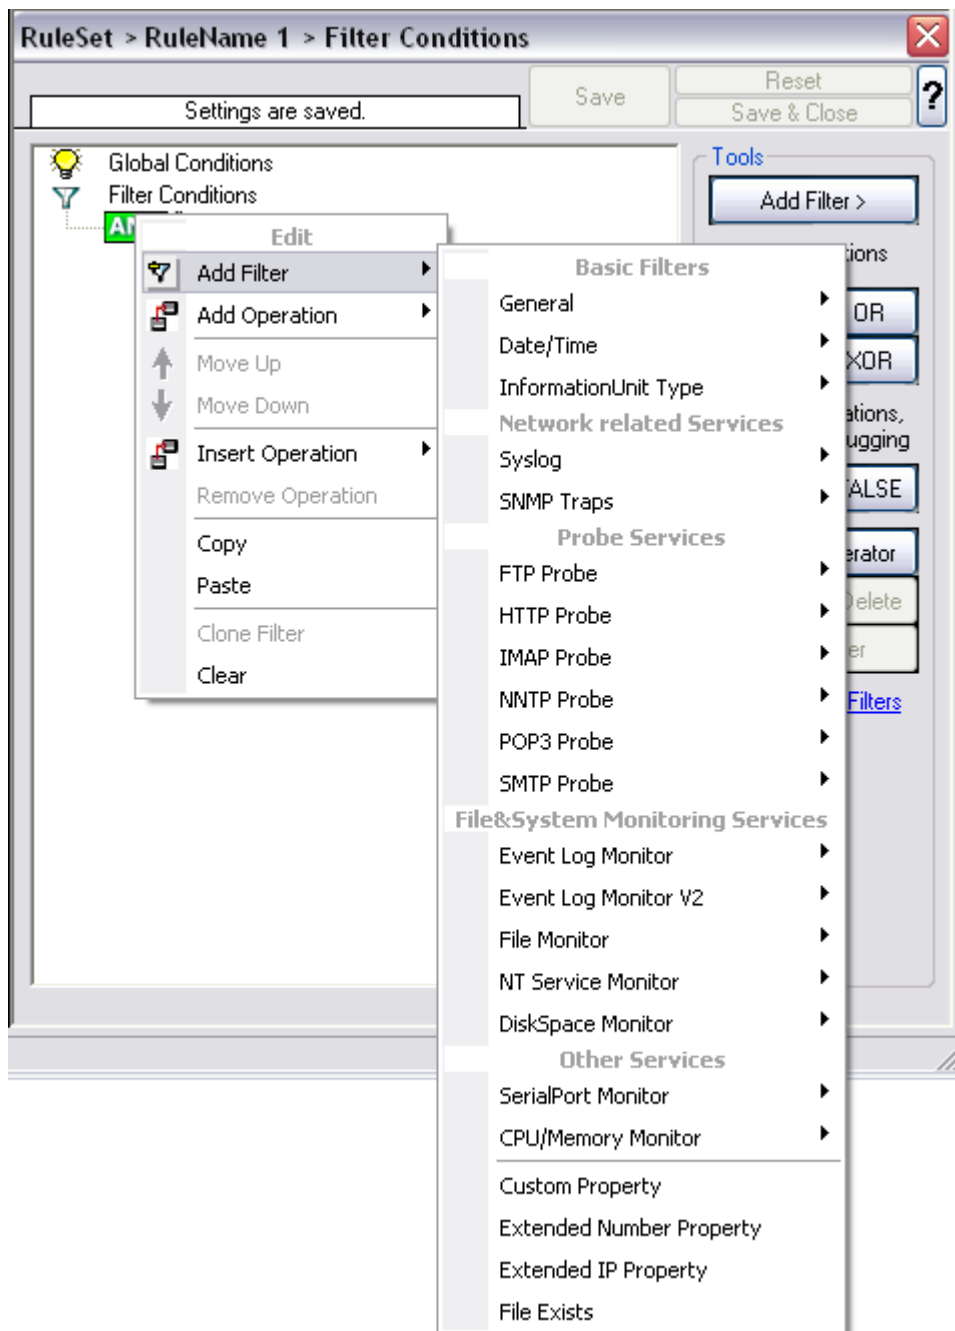 RuleSet > RuleName 1 > Filter Conditions
Settings are saved.
Save
Reset
Save & Close
?
Global Conditions
Filter Conditions
Tools
Add Filter >
OR
XOR
Filters
Edit
Add Filter
Add Operation
Move Up
Move Down
Insert Operation
Remove Operation
Copy
Paste
Clone Filter
Clear
Basic Filters
General
Date/Time
InformationUnit Type
Network related Services
Syslog
SNMP Traps
Probe Services
FTP Probe
HTTP Probe
IMAP Probe
NNTP Probe
POP3 Probe
SMTP Probe
File&System Monitoring Services
Event Log Monitor
Event Log Monitor V2
File Monitor
NT Service Monitor
DiskSpace Monitor
Other Services
SerialPort Monitor
CPU/Memory Monitor
Custom Property
Extended Number Property
Extended IP Property
File Exists